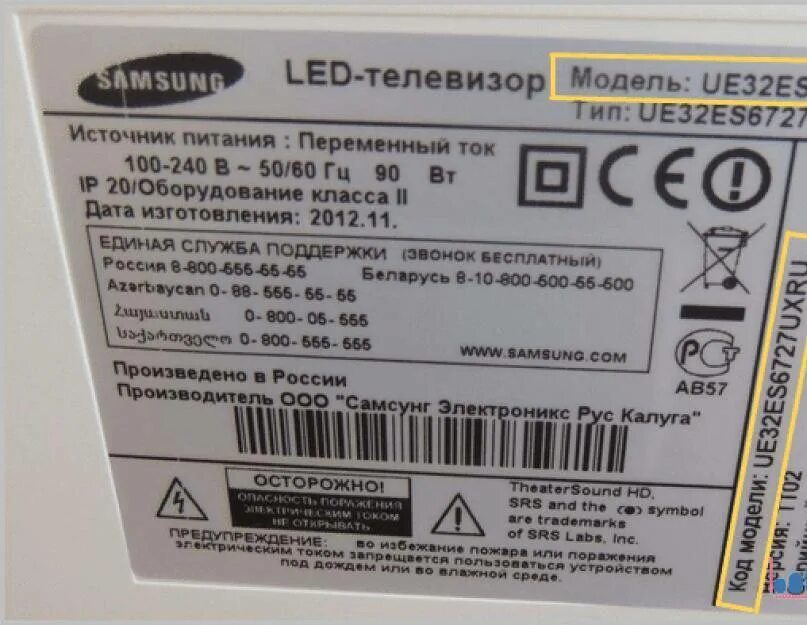 SAMSUNG
LED-телевизор Модель: UE32ES
Тип: UE32ES6727
Источник питания : Переменный ток
100-240 В ~ 50/60 Гц 90 Вт
IP 20/Оборудование класса II
Дата изготовления: 2012.11.
ЕДИНАЯ СЛУЖБА ПОДДЕРЖКИ (ЗВОНОК БЕСПЛАТНЫЙ)
Россия 8-800-555-55-55 Беларусь 8-10-800-500-55-500
Azərbaycan 0-88-555-55-55
Հայաստան 0-800-05-555
საქართველო 0-800-555-555
WWW.SAMSUNG.COM
АВ57
Произведено в России
Производитель ООО "Самсунг Электроникс Рус Калуга"
ОСТОРОЖНО!
ОПАСНОСТЬ ПОРАЖЕНИЯ
ЭЛЕКТРИЧЕСКИМ ТОКОМ
НЕ ОТКРЫВАТЬ
TheaterSound HD,
SRS and the symbol
are trademarks
of SRS Labs, Inc.
ПРЕДУПРЕЖДЕНИЕ: во избежание пожара или поражения
электрическим током запрещается пользоваться устройством
под дождем или во влажной среде.
Код модели: UE32ES6727UXRU
версия: TT02